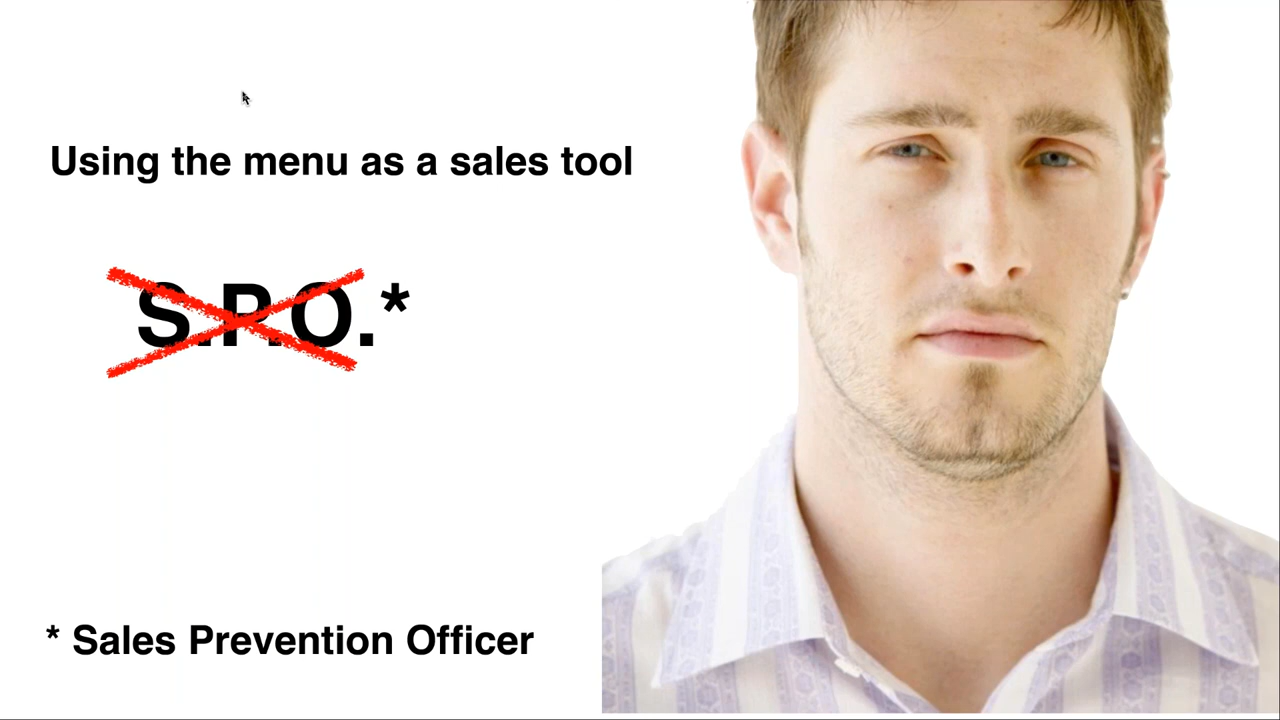 Using the menu as a sales tool
S.P.O.*
* Sales Prevention Officer